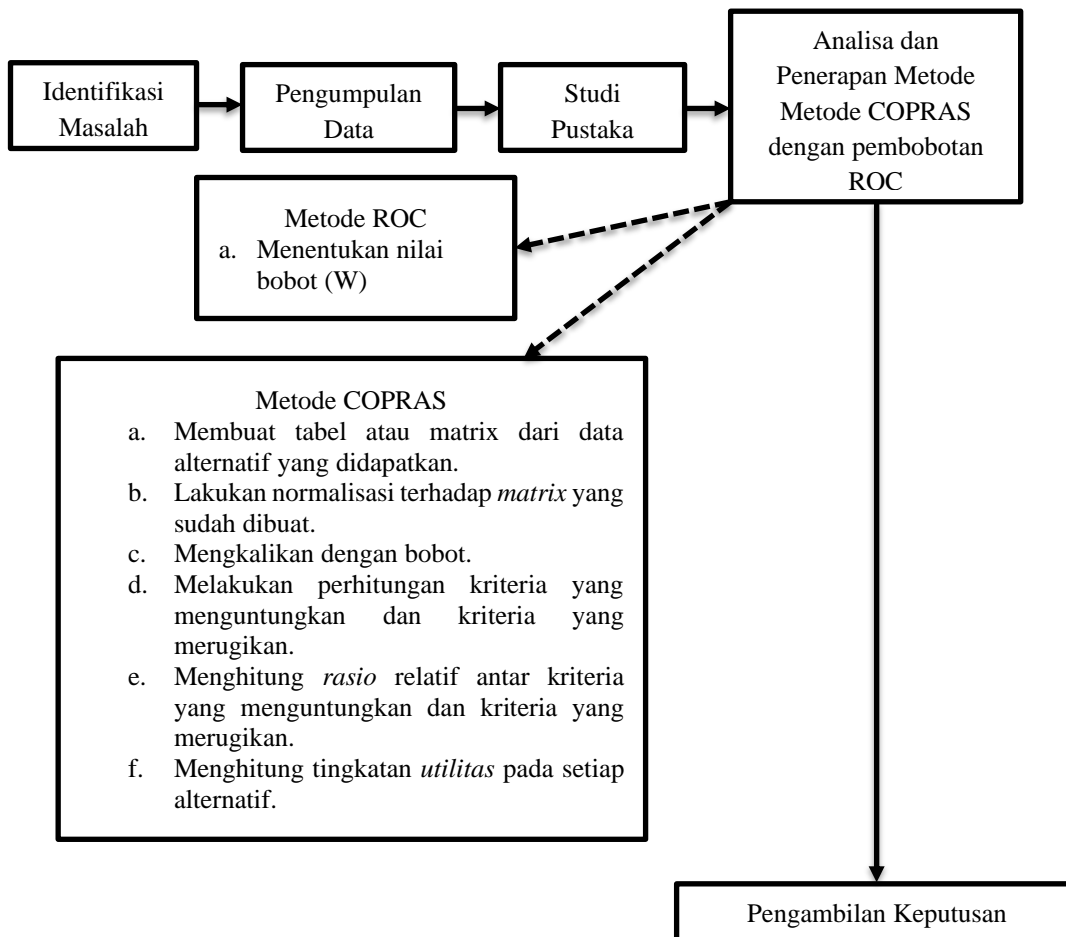 Identifikasi
Masalah
Pengumpulan
Data
Studi
Pustaka
Analisa dan
Penerapan Metode
Metode COPRAS
dengan pembobotan
ROC
Metode ROC
a. Menentukan nilai
bobot (W)
Metode COPRAS
a. Membuat tabel atau matrix dari data
alternatif yang didapatkan.
b. Lakukan normalisasi terhadap matrix yang
sudah dibuat.
c. Mengkalikan dengan bobot.
d. Melakukan perhitungan kriteria yang
menguntungkan dan kriteria yang
merugikan.
e. Menghitung rasio relatif antar kriteria
yang menguntungkan dan kriteria yang
merugikan.
f. Menghitung tingkatan utilitas pada setiap
alternatif.
Pengambilan Keputusan